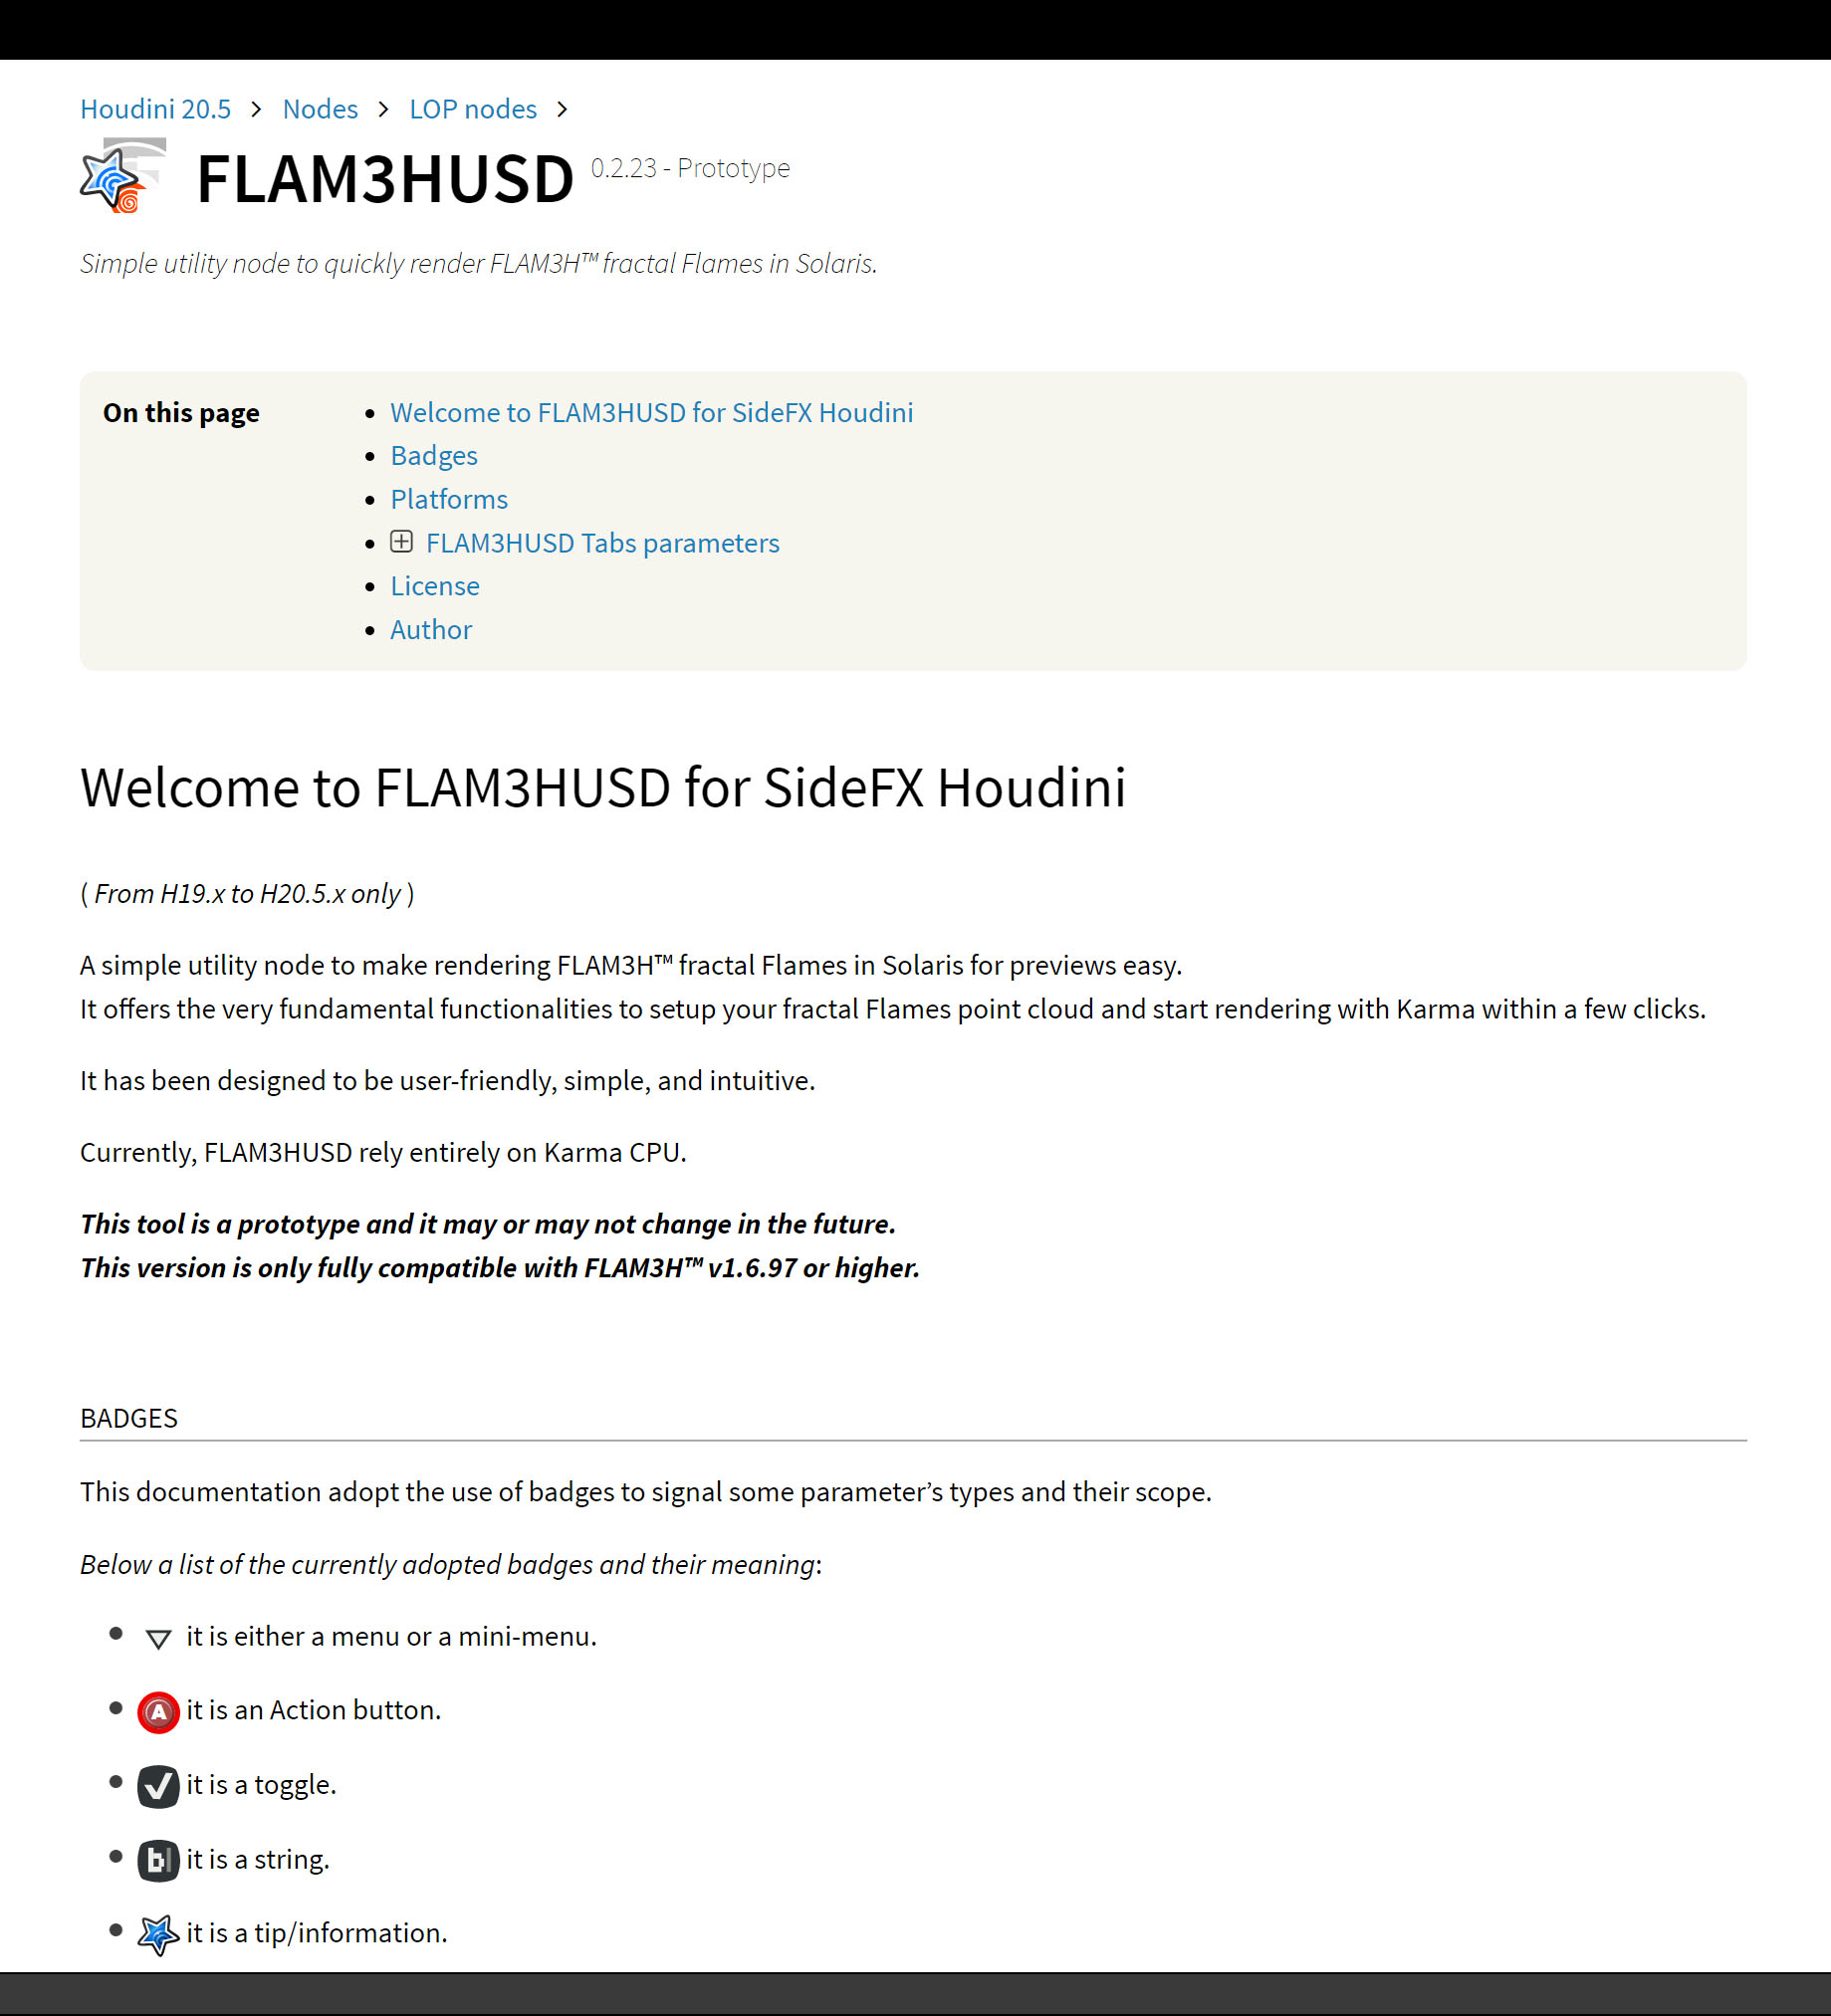 Houdini 20.5 > Nodes > LOP nodes >
FLAM3HUSD 0.2.23 - Prototype
Simple utility node to quickly render FLAM3H™ fractal Flames in Solaris.
On this page
Welcome to FLAM3HUSD for SideFX Houdini
Badges
Platforms
FLAM3HUSD Tabs parameters
License
Author
Welcome to FLAM3HUSD for SideFX Houdini
( From H19.x to H20.5.x only )
A simple utility node to make rendering FLAM3H™ fractal Flames in Solaris for previews easy.
It offers the very fundamental functionalities to setup your fractal Flames point cloud and start rendering with Karma within a few clicks.
It has been designed to be user-friendly, simple, and intuitive.
Currently, FLAM3HUSD rely entirely on Karma CPU.
This tool is a prototype and it may or may not change in the future.
This version is only fully compatible with FLAM3H™ v1.6.97 or higher.
BADGES
This documentation adopt the use of badges to signal some parameter’s types and their scope.
Below a list of the currently adopted badges and their meaning:
it is either a menu or a mini-menu.
A it is an Action button.
it is a toggle.
b it is a string.
it is a tip/information.